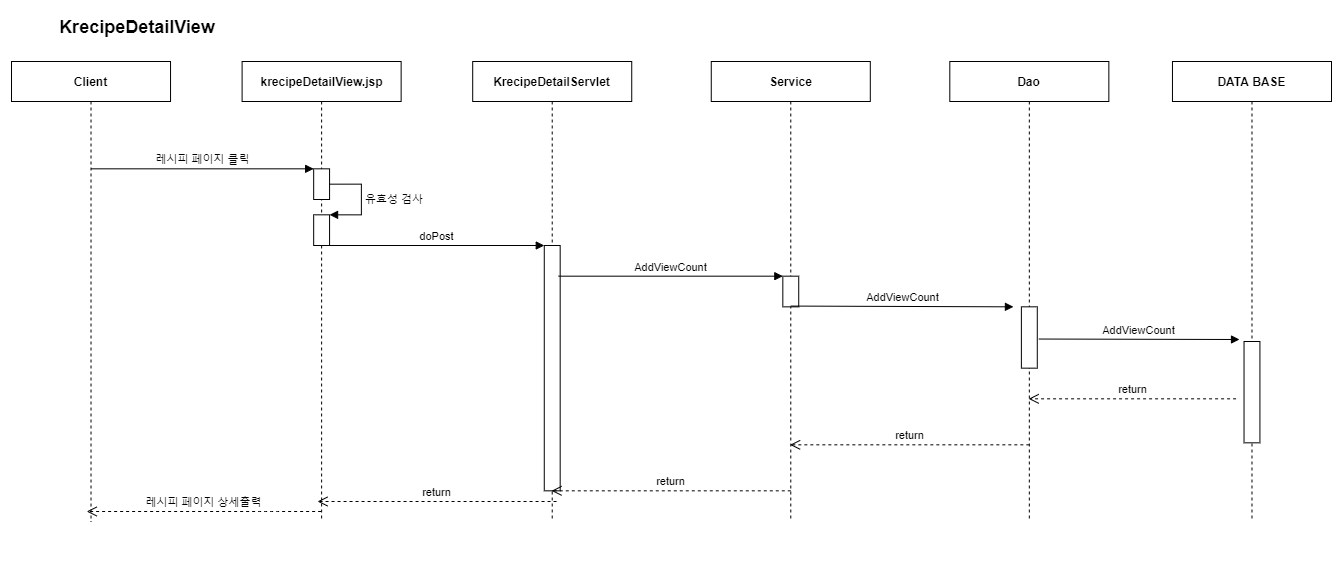 KrecipeDetailView
Client
krecipeDetailView.jsp
KrecipeDetailServlet
Service
Dao
DATA BASE
레시피 페이지 클릭
유효성 검사
doPost
AddViewCount
AddViewCount
AddViewCount
return
return
return
return
레시피 페이지 상세출력